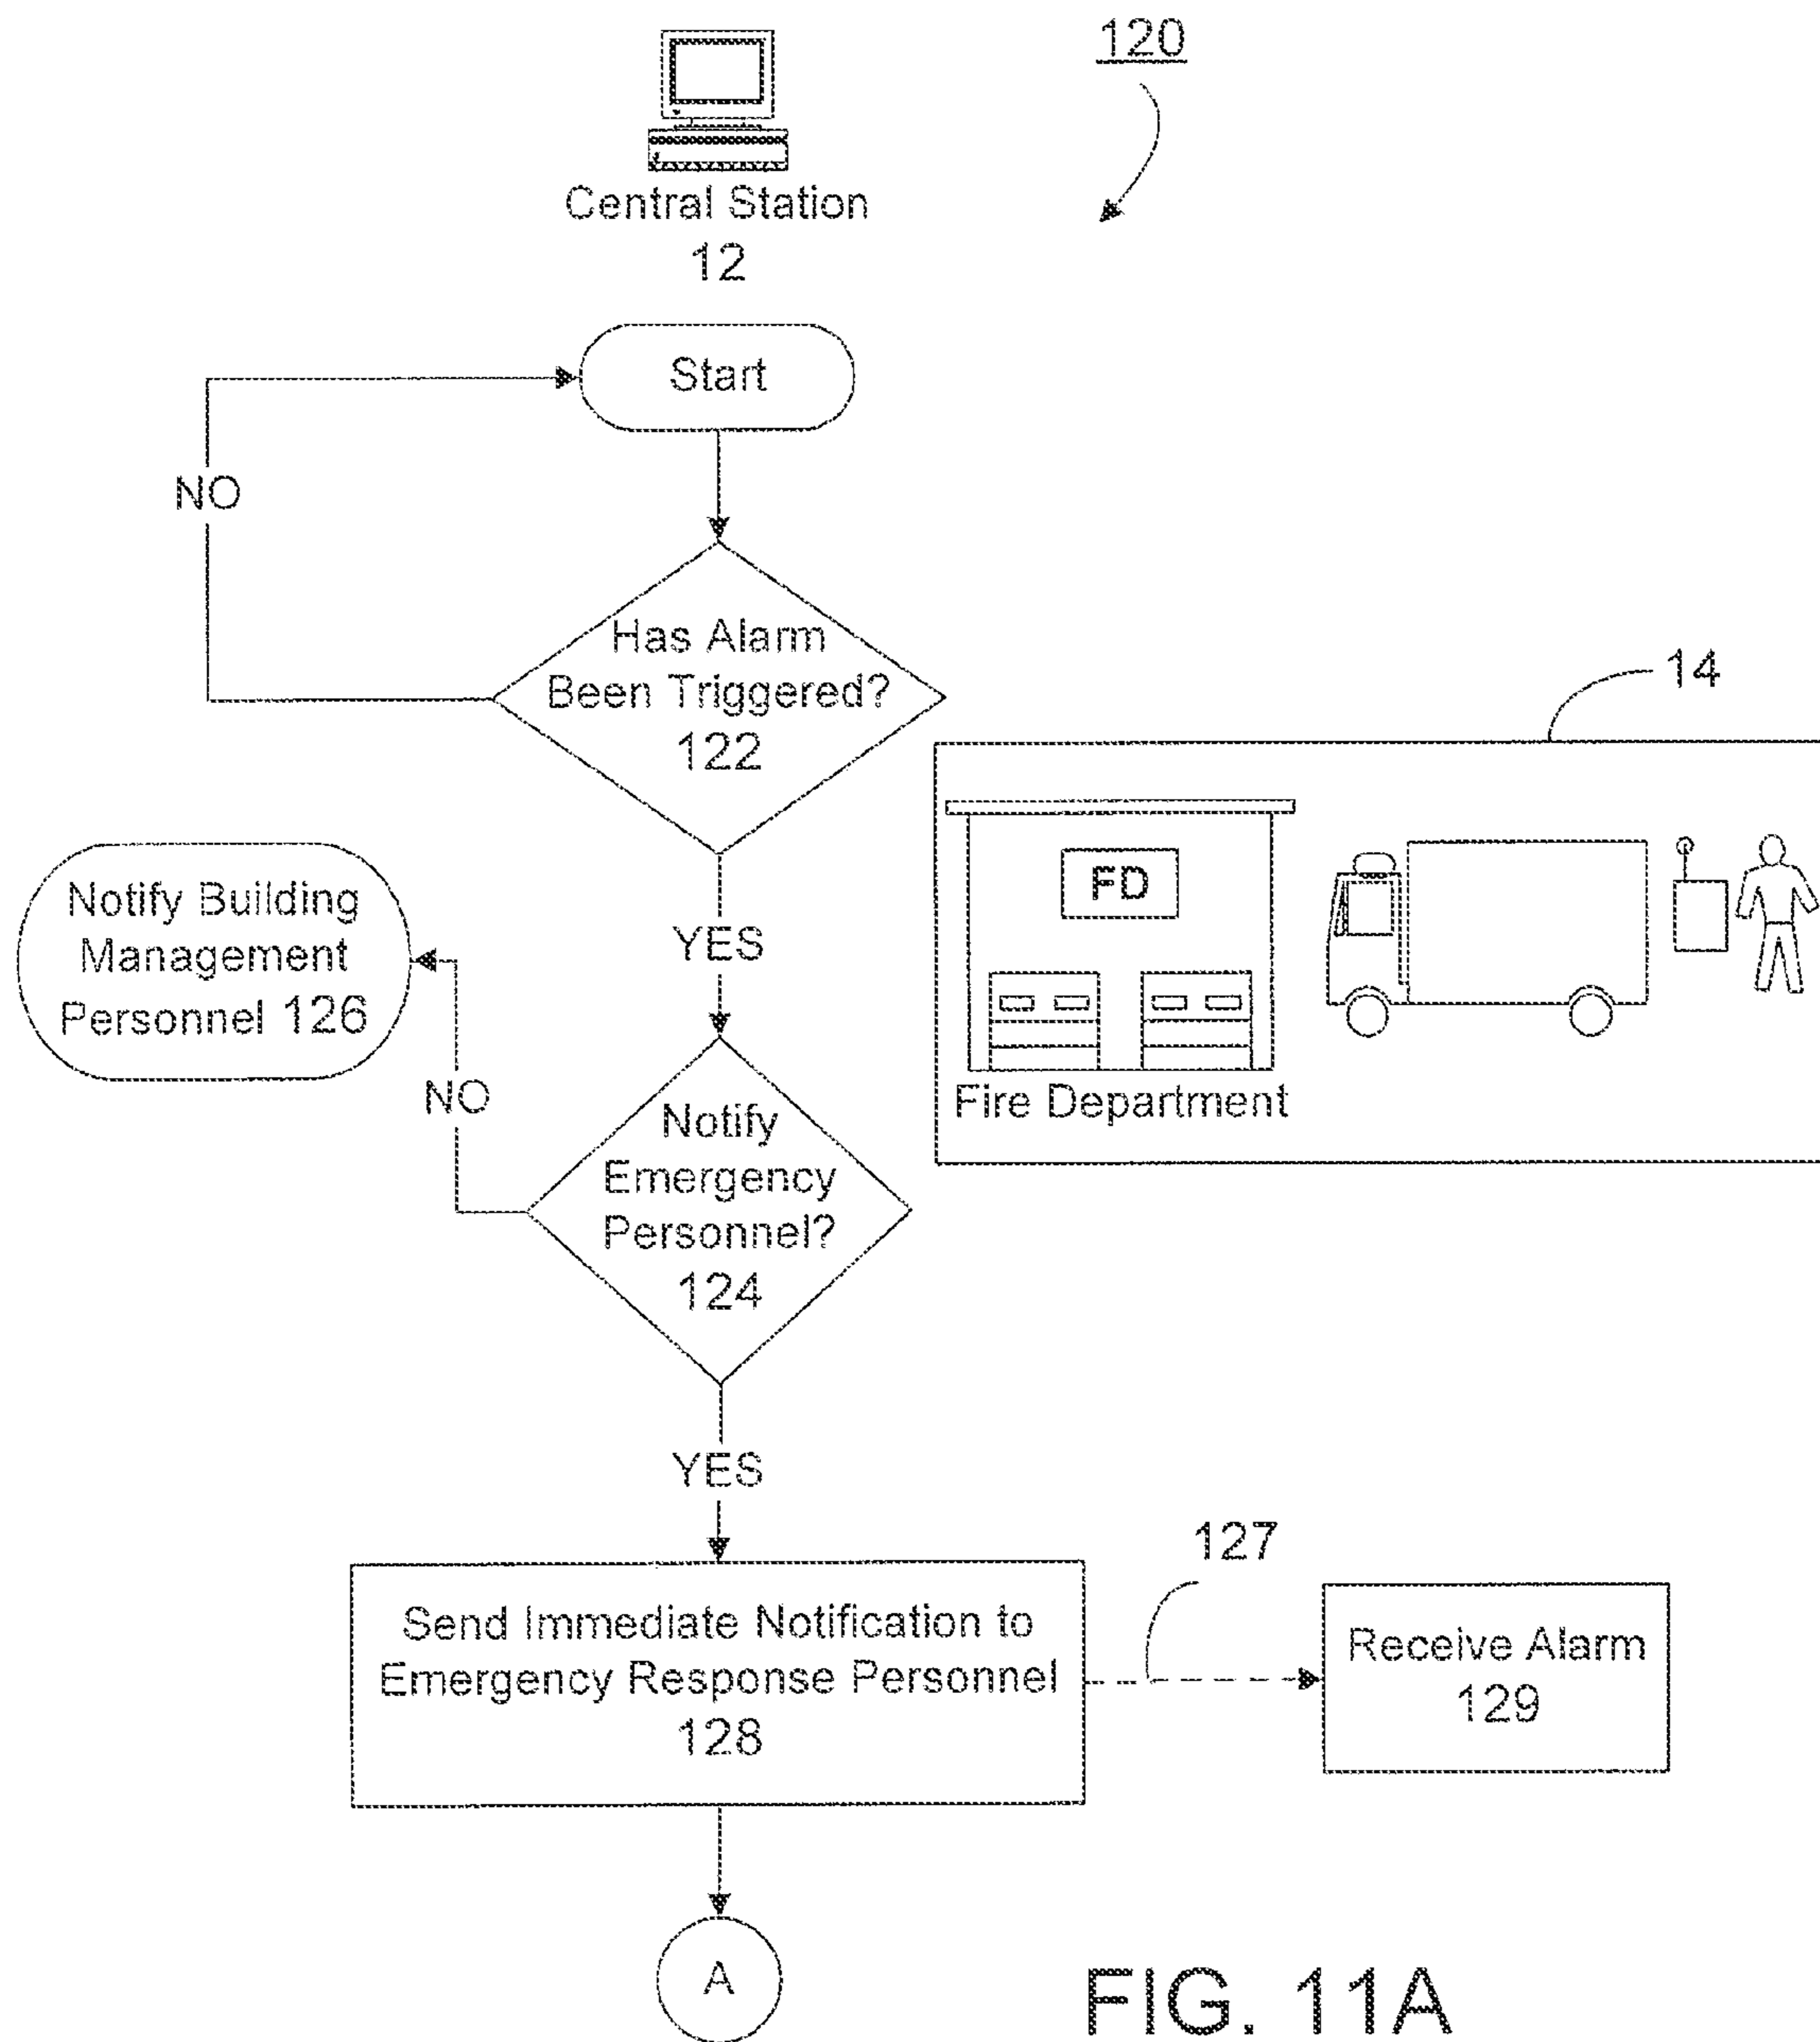 120
Central Station
12
Start
NO
Has Alarm
Been Triggered?
122
14
FD
Fire Department
YES
Notify Building
Management
Personnel 126
NO
Notify
Emergency
Personnel?
124
YES
127
Send Immediate Notification to
Emergency Response Personnel
128
Receive Alarm
129
A
FIG. 11A